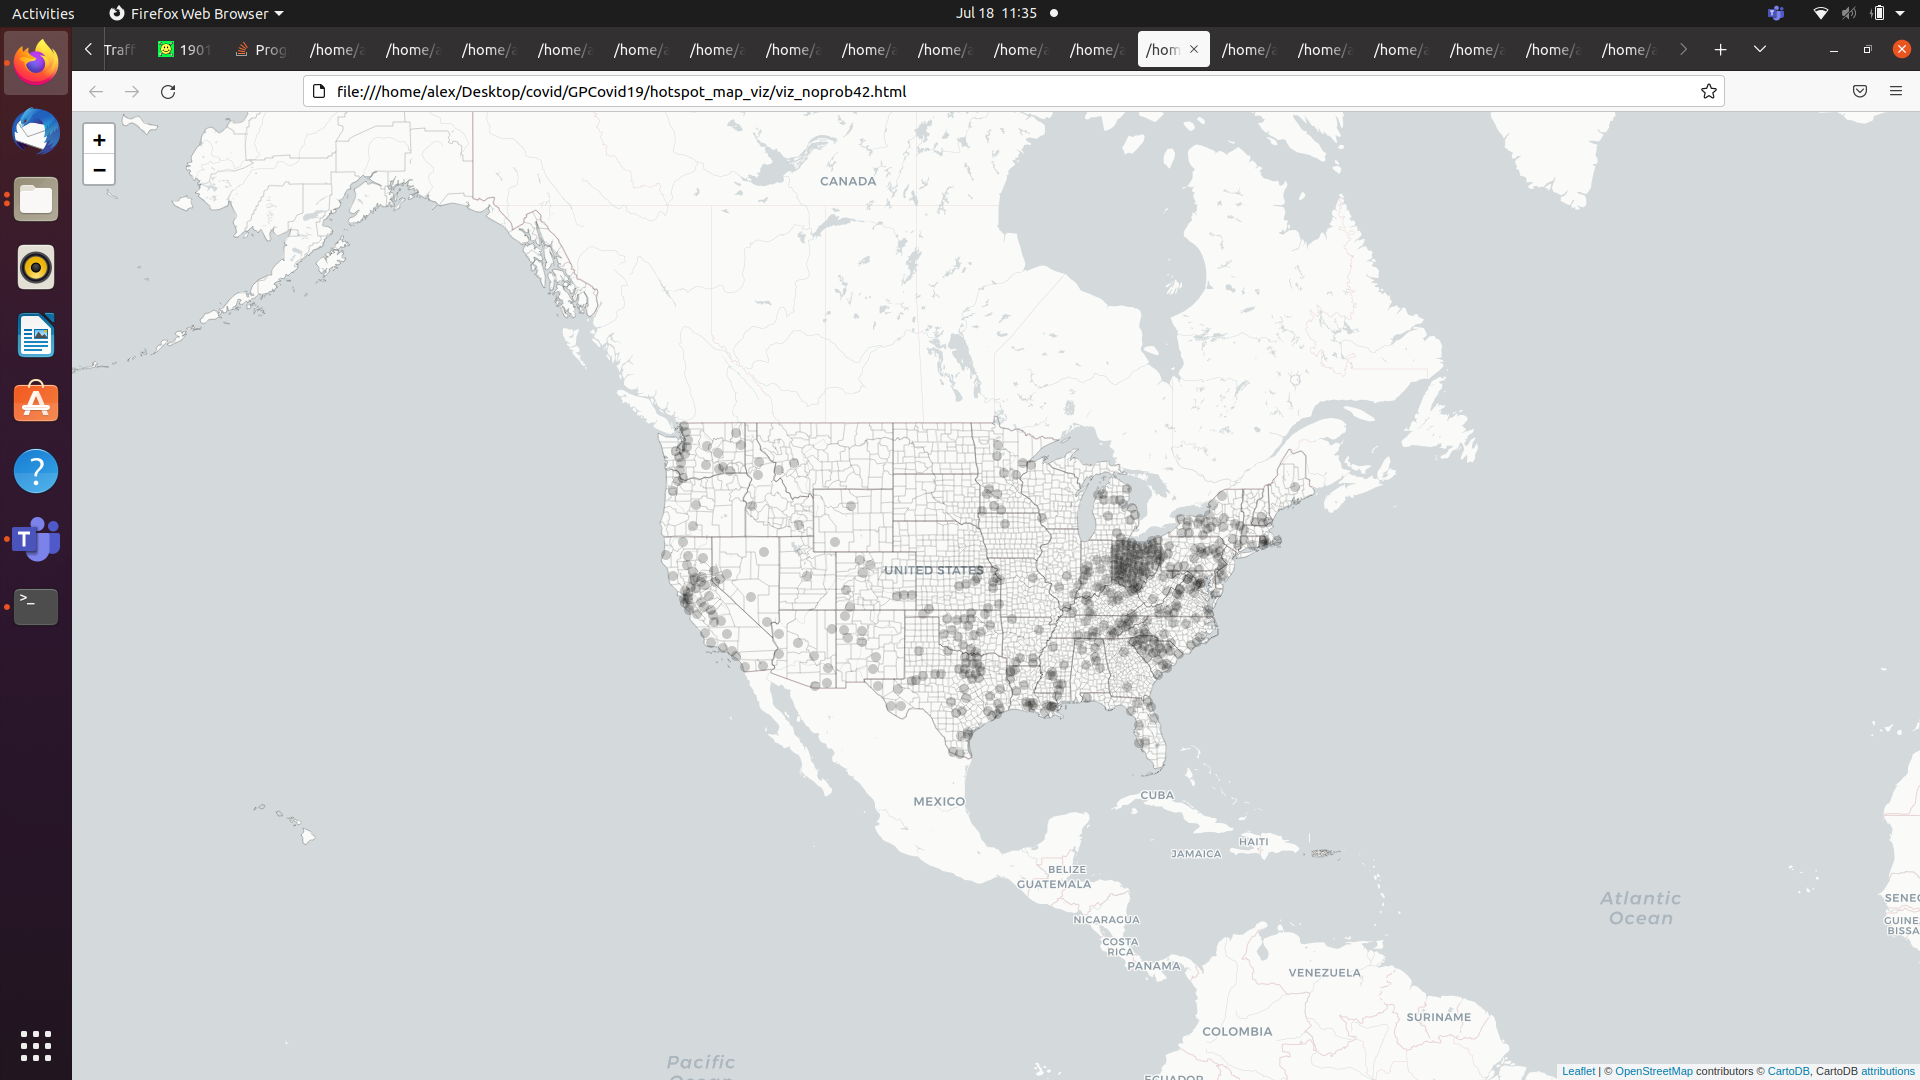 Activities
Firefox Web Browser
Jul 18 11:35
Traff
1901
Prog
/home/a
/home/a
/home/a
/home/a
/home/a
/home/a
/home/a
/home/a
/home/a
/home/a
/home/a
/hom
/home/a
/home/a
/home/a
/home/a
/home/a
/home/a
file:///home/alex/Desktop/covid/GPCovid19/hotspot_map_viz/viz_noprob42.html
+
−
CANADA
UNITED STATES
MEXICO
CUBA
HAITI
JAMAICA
BELIZE
GUATEMALA
NICARAGUA
COSTA
RICA
PANAMA
VENEZUELA
COLOMBIA
SURINAME
ECUADOR
Atlantic
Ocean
SENEG
GUINE
BISSA
Pacific
Ocean
Leaflet | © OpenStreetMap contributors © CartoDB, CartoDB attributions